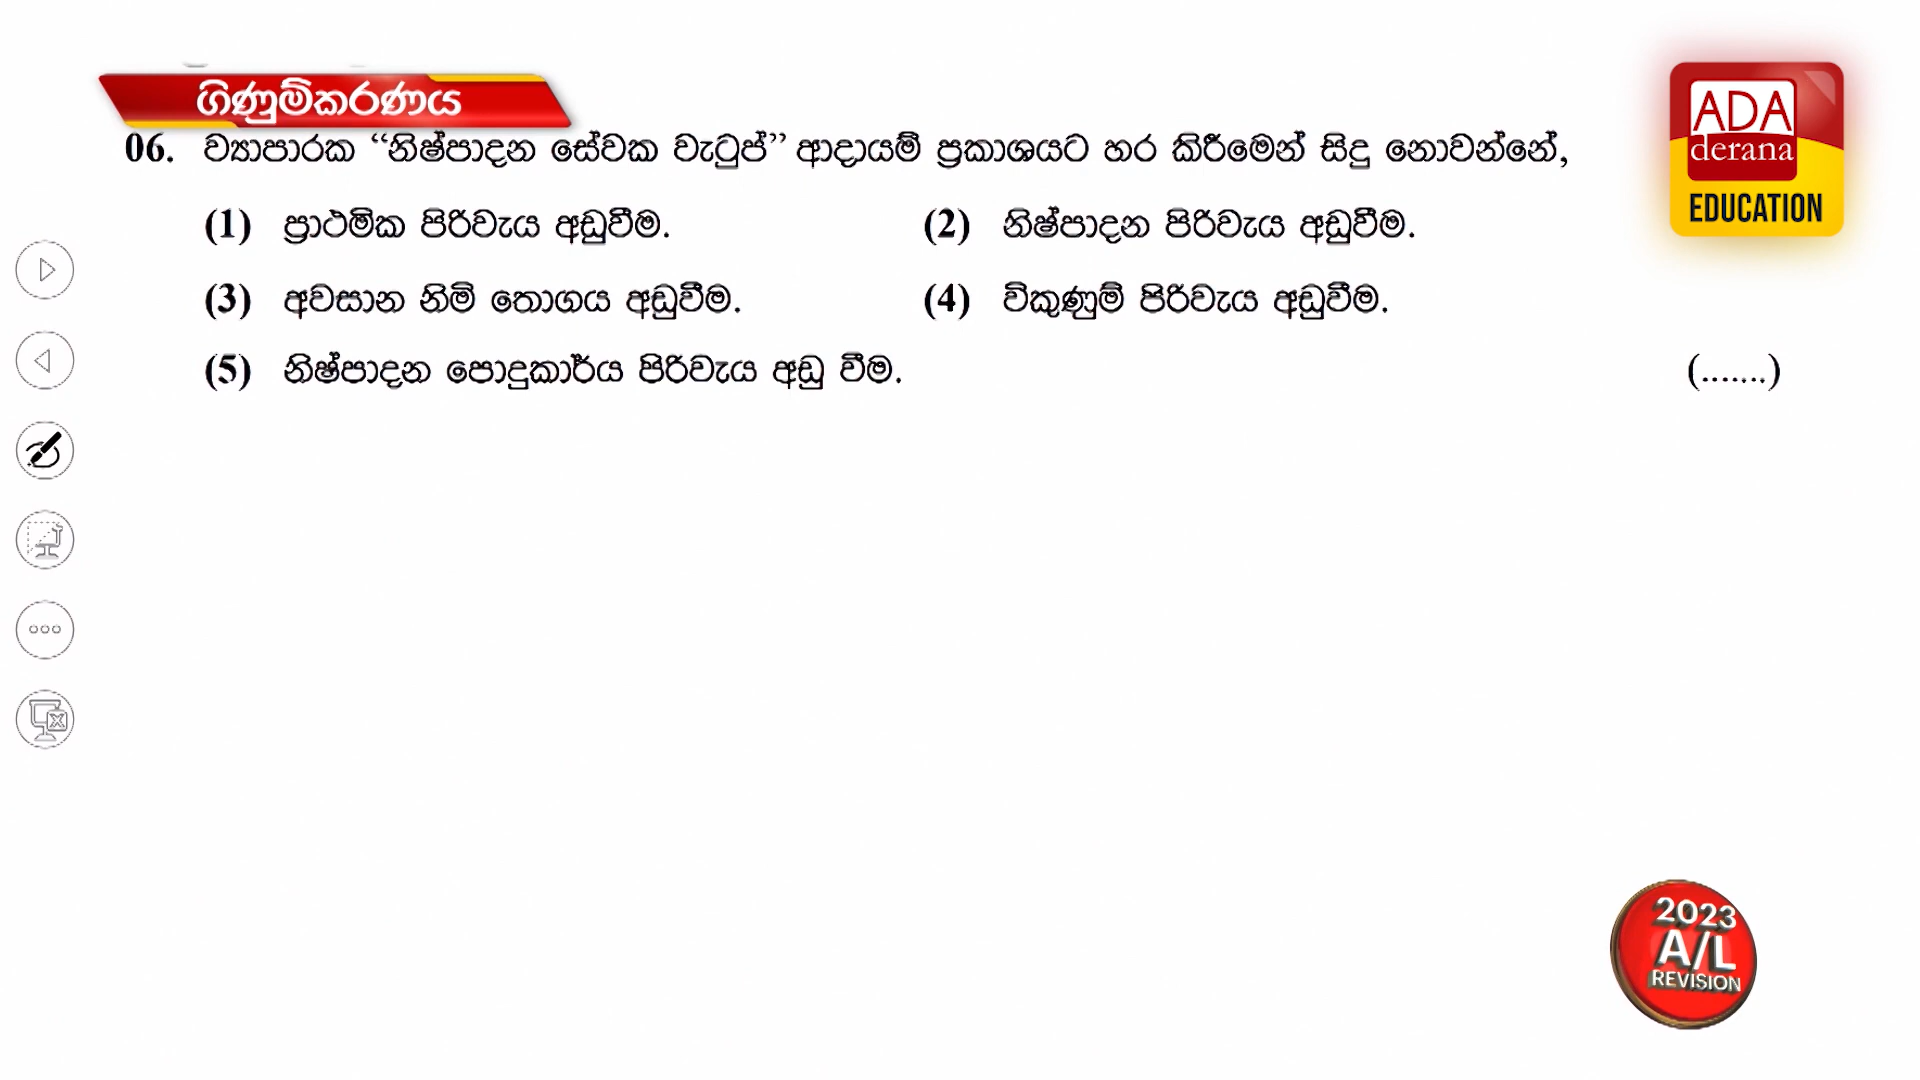 ගිණුම්කරණය
ADA
derana
EDUCATION
06. ව්‍යාපාරක “නිෂ්පාදන සේවක වැටුප්” ආදායම් ප්‍රකාශයට හර කිරීමෙන් සිදු නොවන්නේ,
(1) ප්‍රාථමික පිරිවැය අඩුවීම. (2) නිෂ්පාදන පිරිවැය අඩුවීම.
(3) අවසාන නිමි තොගය අඩුවීම. (4) විකුණුම් පිරිවැය අඩුවීම.
(5) නිෂ්පාදන පොදුකාර්ය පිරිවැය අඩු වීම. (.......)
2023
A/L
REVISION